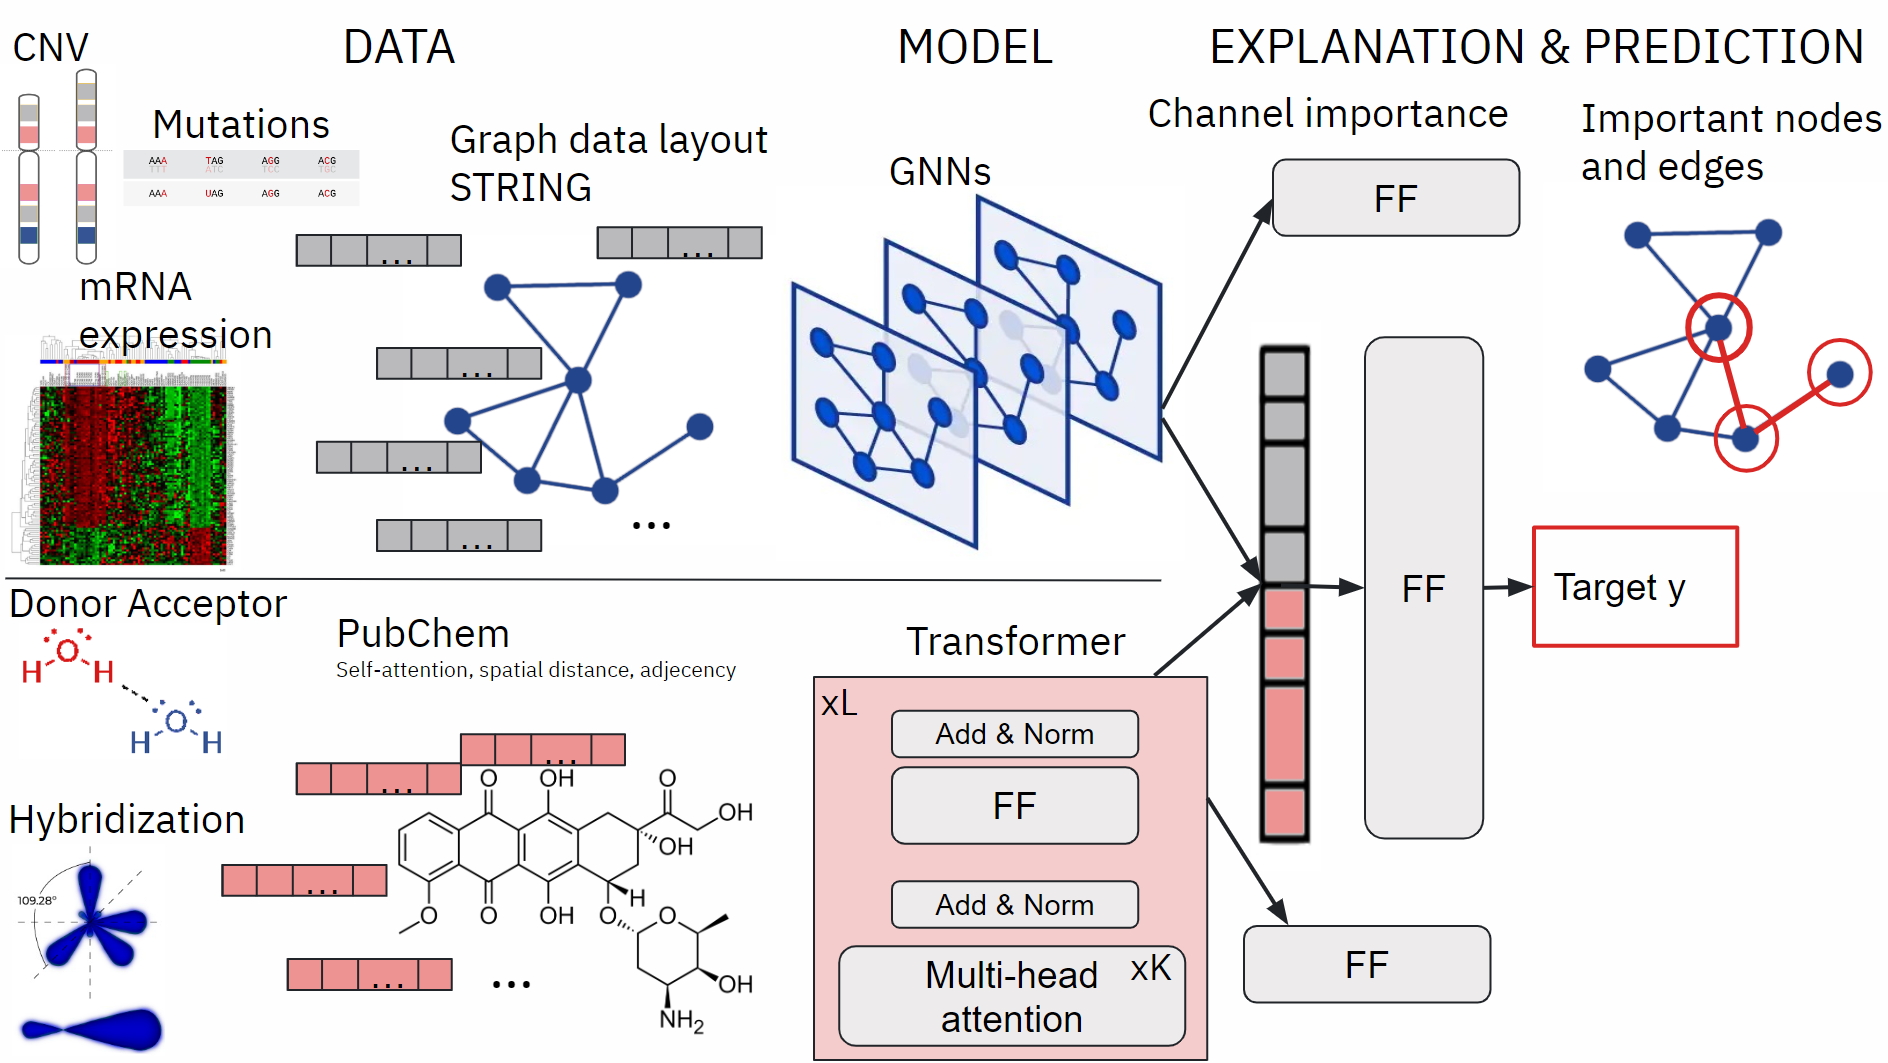 CNV
DATA
MODEL
EXPLANATION & PREDICTION
Mutations
AAA TAG AGG ACG
TTT ATC TCC TGC
AAA UAG AGG ACG
Graph data layout
STRING
GNNs
Channel importance
Important nodes
and edges
FF
mRNA
expression
...
...
...
...
...
...
FF
Target y
Donor Acceptor
H O H
H O H
PubChem
Self-attention, spatial distance, adjecency
Transformer
xL
Add & Norm
FF
Add & Norm
Multi-head
attention
xK
FF
Hybridization
109.28°
...
...
...
...
...
O OH O
OH
OH
H
O O OH O O
OH
NH2